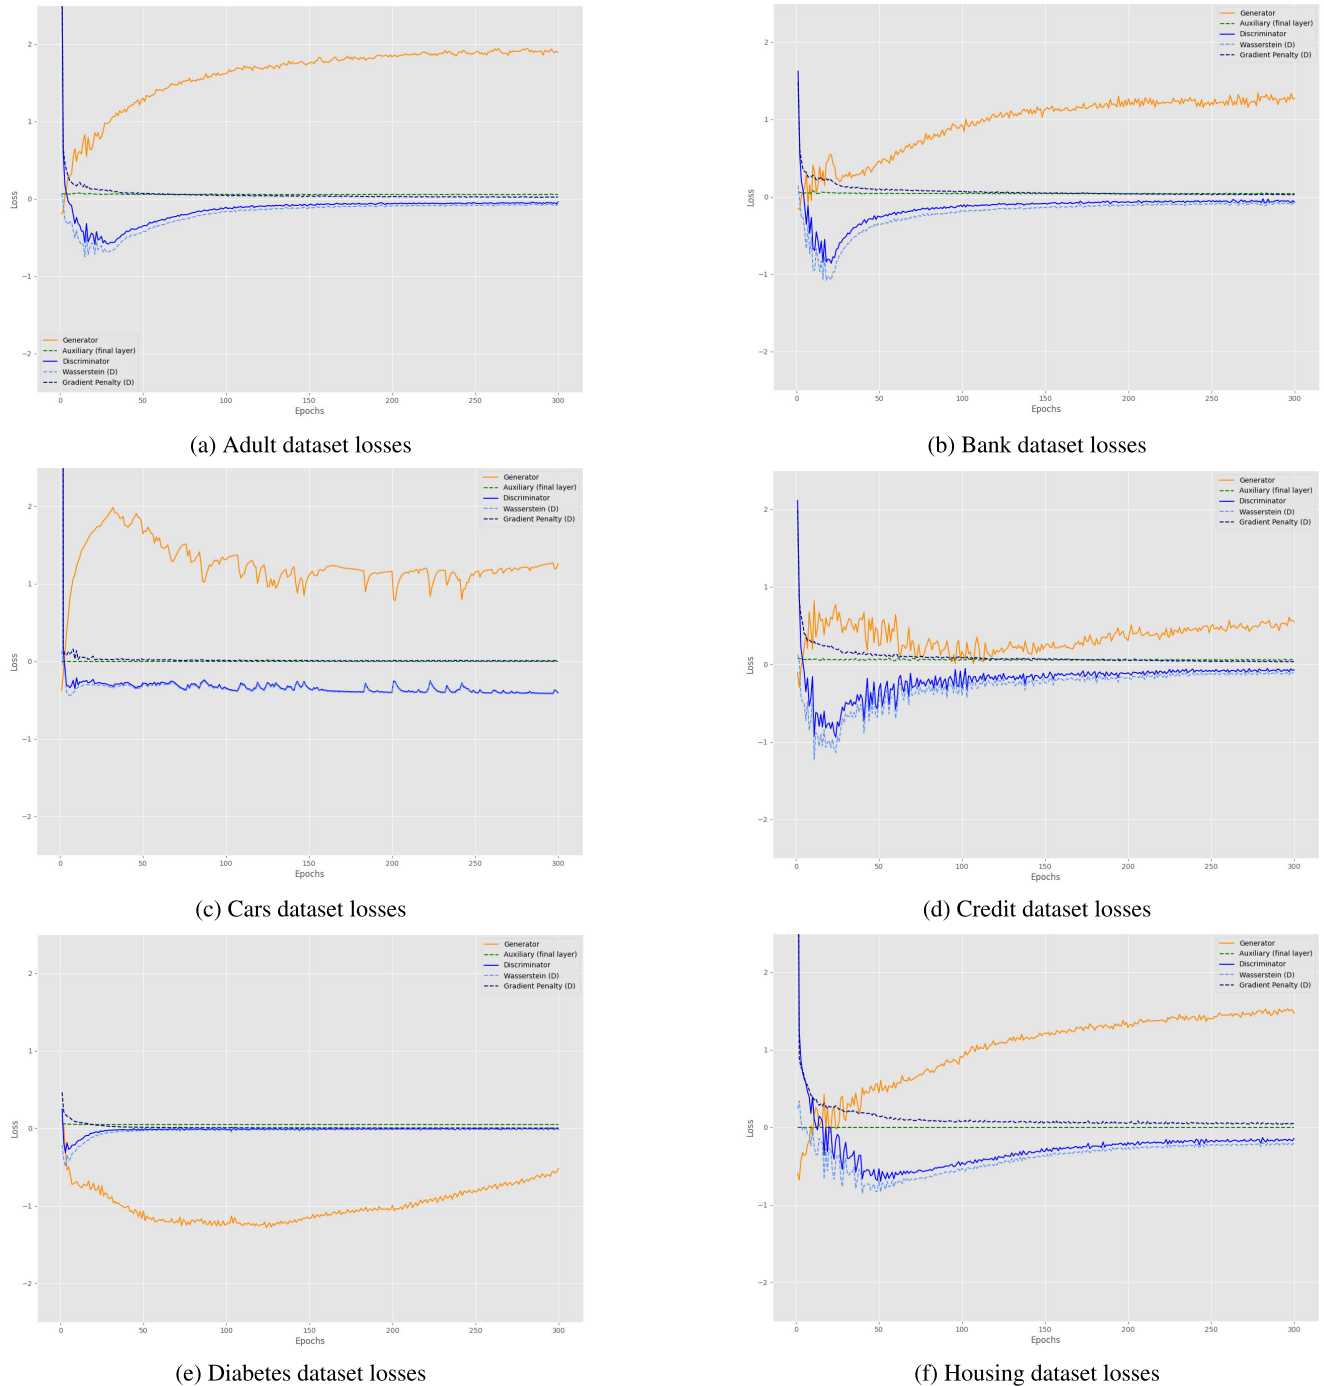 2
1
0
−1
−2
Loss
Generator
Auxiliary (final layer)
Discriminator
Wasserstein (D)
Gradient Penalty (D)
0 50 100 150 200 250 300
Epochs
(a) Adult dataset losses
2
1
0
−1
−2
Loss
Generator
Auxiliary (final layer)
Discriminator
Wasserstein (D)
Gradient Penalty (D)
0 50 100 150 200 250 300
Epochs
(b) Bank dataset losses
2
1
0
−1
−2
Loss
Generator
Auxiliary (final layer)
Discriminator
Wasserstein (D)
Gradient Penalty (D)
0 50 100 150 200 250 300
Epochs
(c) Cars dataset losses
2
1
0
−1
−2
Loss
Generator
Auxiliary (final layer)
Discriminator
Wasserstein (D)
Gradient Penalty (D)
0 50 100 150 200 250 300
Epochs
(d) Credit dataset losses
2
1
0
−1
−2
Loss
Generator
Auxiliary (final layer)
Discriminator
Wasserstein (D)
Gradient Penalty (D)
0 50 100 150 200 250 300
Epochs
(e) Diabetes dataset losses
2
1
0
−1
−2
Loss
Generator
Auxiliary (final layer)
Discriminator
Wasserstein (D)
Gradient Penalty (D)
0 50 100 150 200 250 300
Epochs
(f) Housing dataset losses